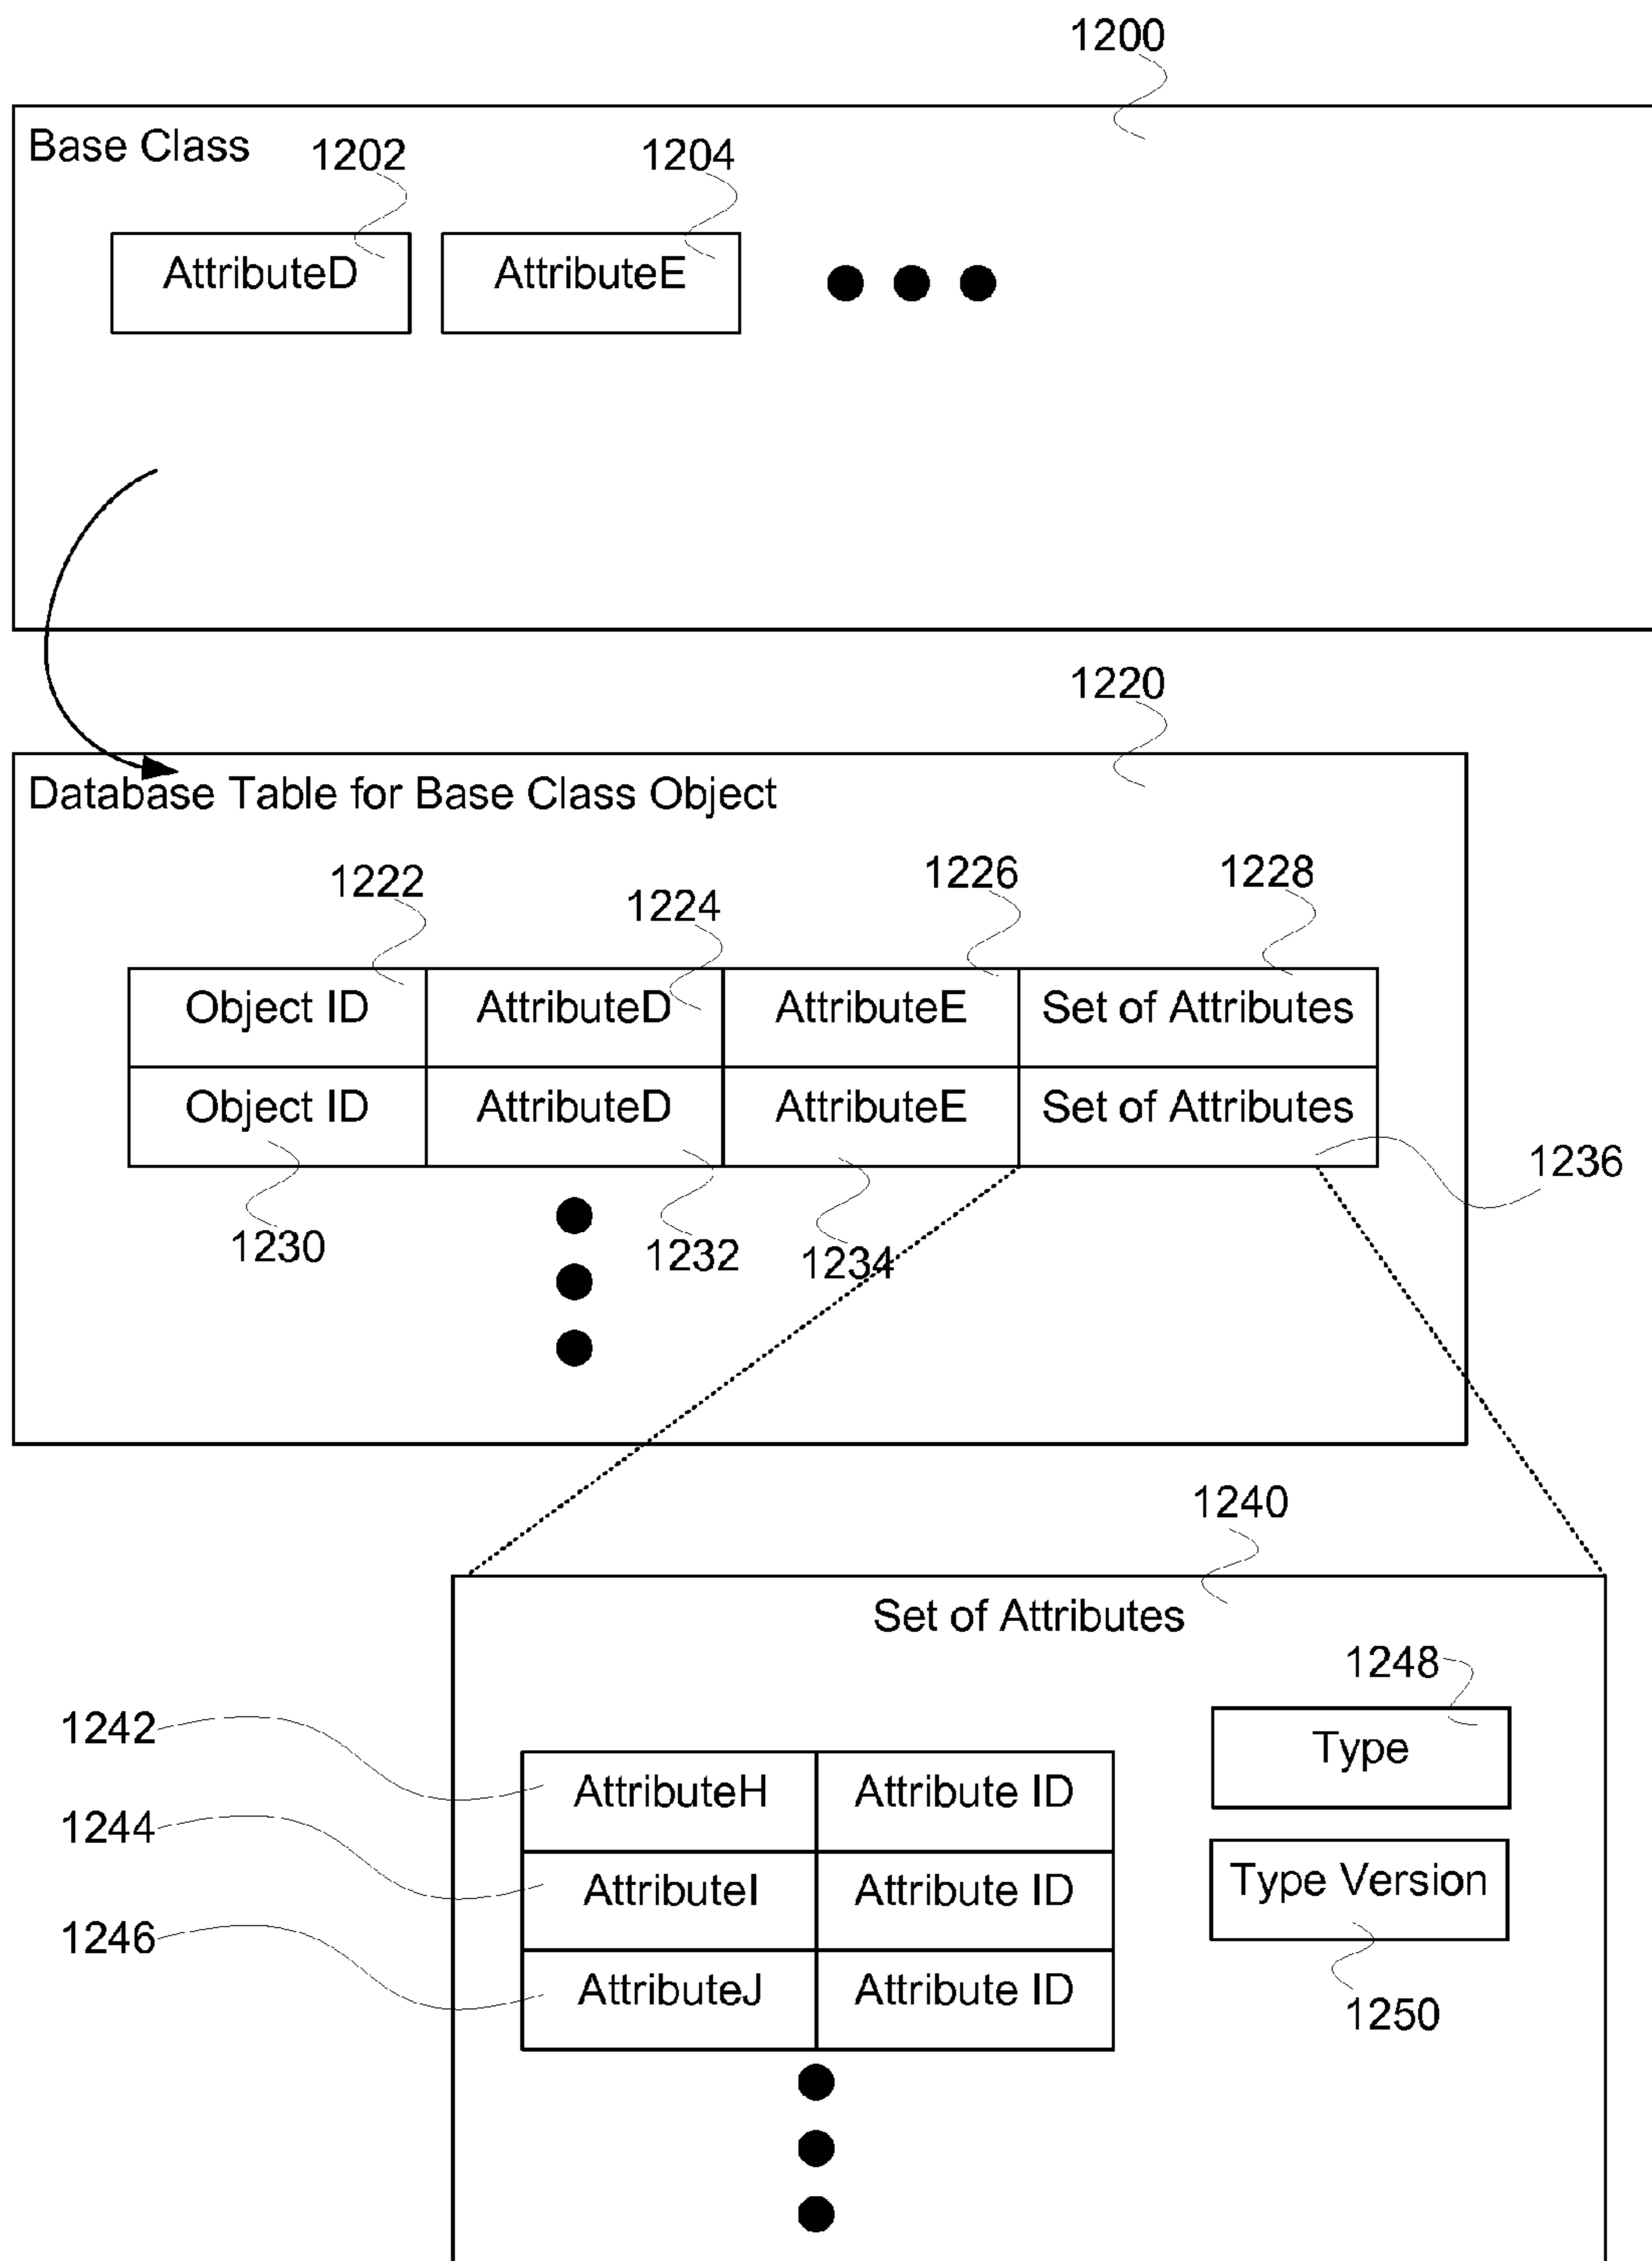 1200
Base Class
1202
1204
AttributeD
AttributeE
1220
Database Table for Base Class Object
1222
1224
1226
1228
Object ID
AttributeD
AttributeE
Set of Attributes
Object ID
AttributeD
AttributeE
Set of Attributes
1236
1230
1232
1234
1240
Set of Attributes
1248
Type
1242
AttributeH
Attribute ID
1244
AttributeI
Attribute ID
Type Version
1246
AttributeJ
Attribute ID
1250